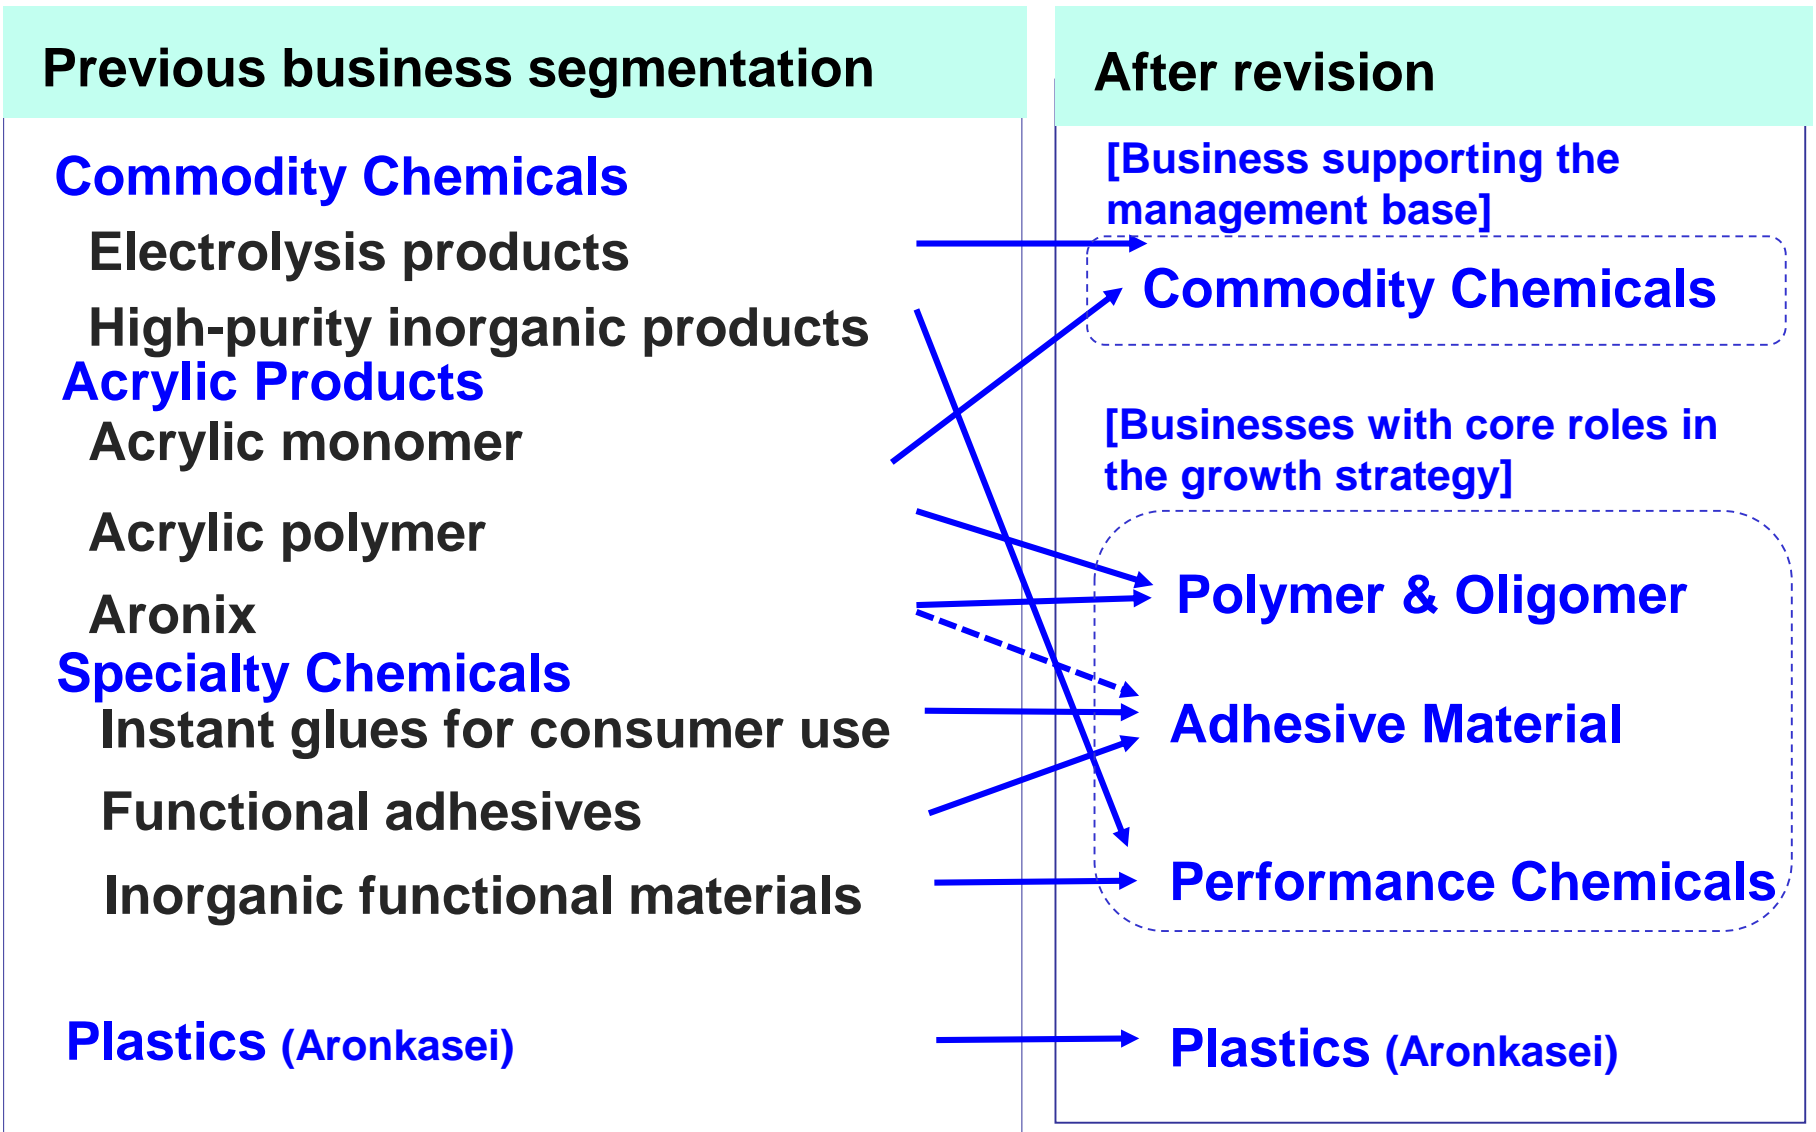 Previous business segmentation
Commodity Chemicals
Electrolysis products
High-purity inorganic products
Acrylic Products
Acrylic monomer
Acrylic polymer
Aronix
Specialty Chemicals
Instant glues for consumer use
Functional adhesives
Inorganic functional materials
Plastics (Aronkasei)
After revision
[Business supporting the
management base]
Commodity Chemicals
[Businesses with core roles in
the growth strategy]
Polymer & Oligomer
Adhesive Material
Performance Chemicals
Plastics (Aronkasei)